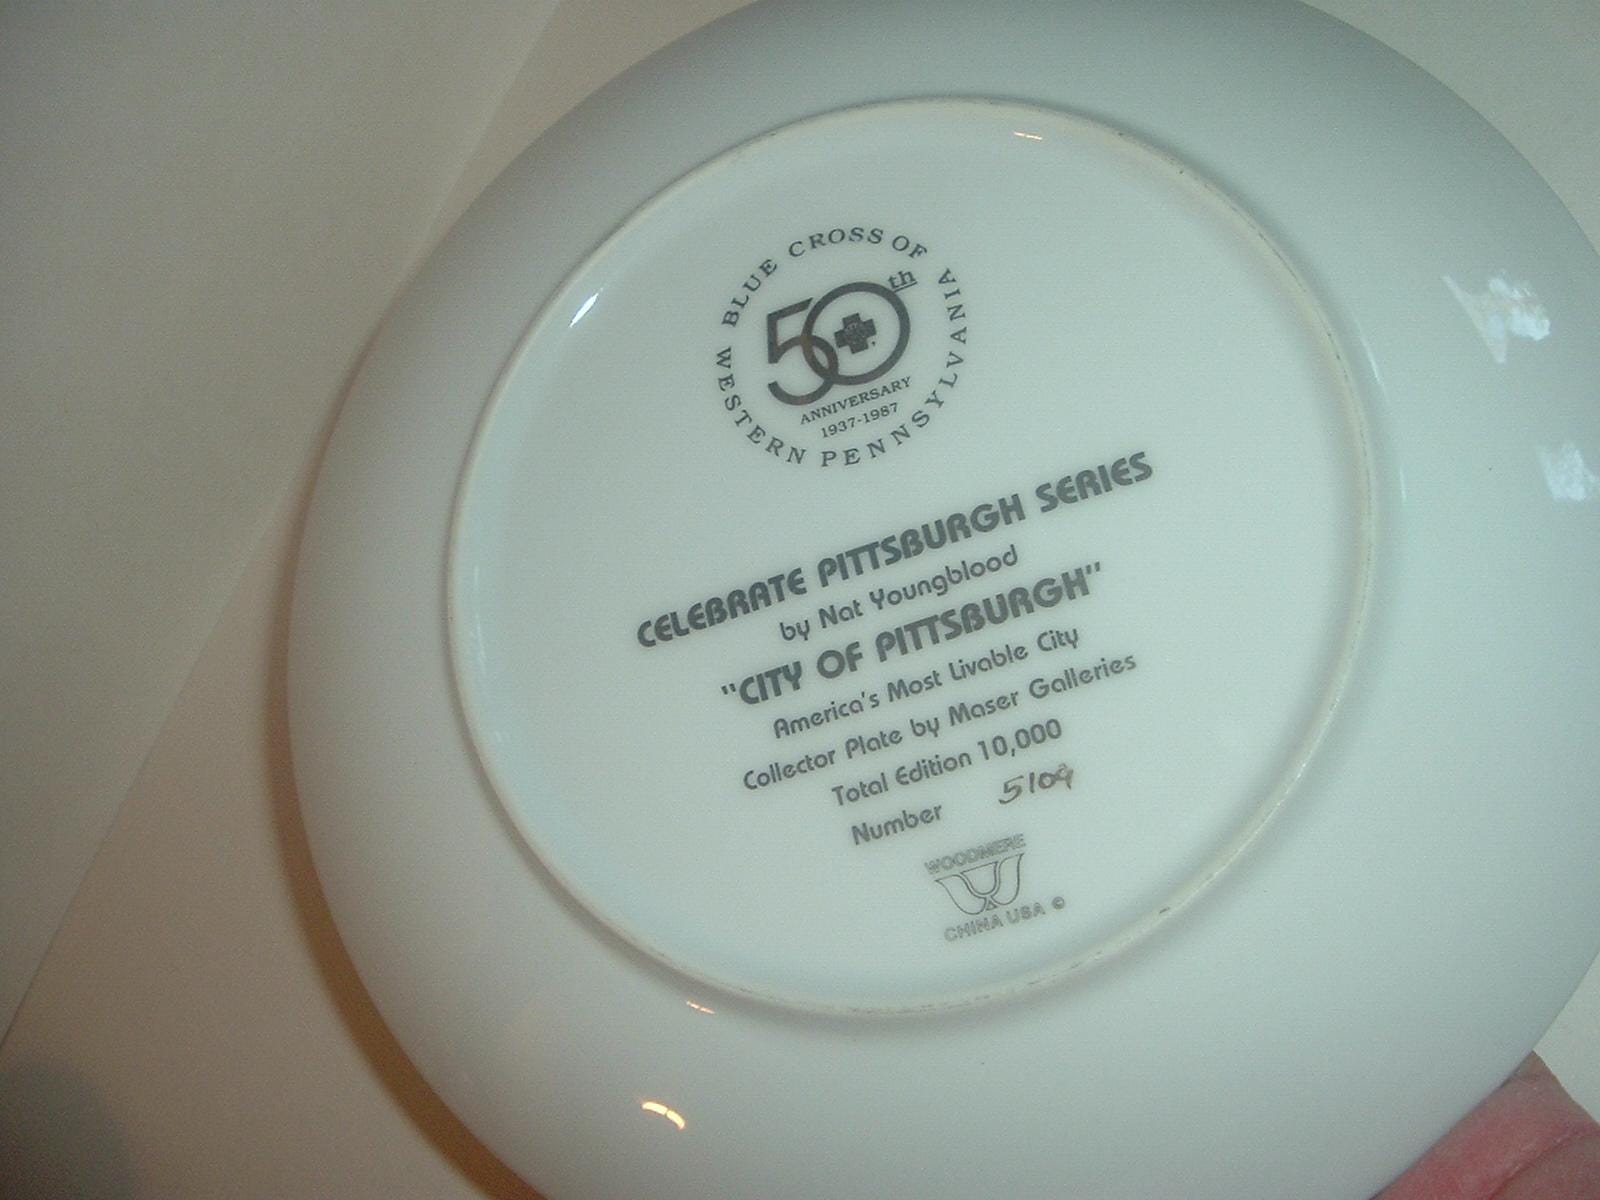 BLUE CROSS OF
WESTERN PENNSYLVANIA
50th
ANNIVERSARY
1937-1987
CELEBRATE PITTSBURGH SERIES
by Nat Youngblood
"CITY OF PITTSBURGH"
America's Most Livable City
Collector Plate by Maser Galleries
Total Edition 10,000
Number 5109
WOODMERE
CHINA USA ©